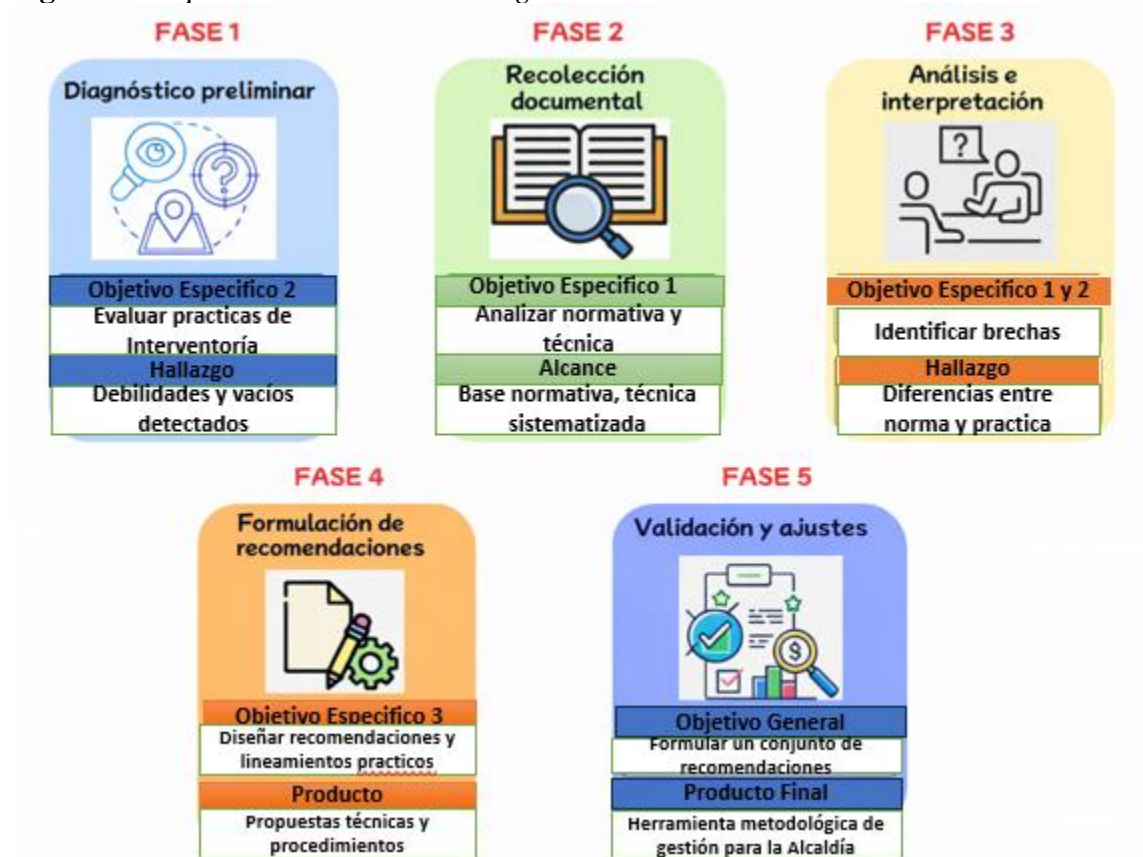 FASE 1
Diagnóstico preliminar
?
Objetivo Especifico 2
Evaluar practicas de
Interventoría
Hallazgo
Debilidades y vacíos
detectados
FASE 2
Recolección
documental
Objetivo Especifico 1
Analizar normativa y
técnica
Alcance
Base normativa, técnica
sistematizada
FASE 3
Análisis e
interpretación
?
Objetivo Especifico 1 y 2
Identificar brechas
Hallazgo
Diferencias entre
norma y practica
FASE 4
Formulación de
recomendaciones
Objetivo Especifico 3
Diseñar recomendaciones y
lineamientos practicos
Producto
Propuestas técnicas y
procedimientos
FASE 5
Validación y ajustes
$
Objetivo General
Formular un conjunto de
recomendaciones
Producto Final
Herramienta metodológica de
gestión para la Alcaldía